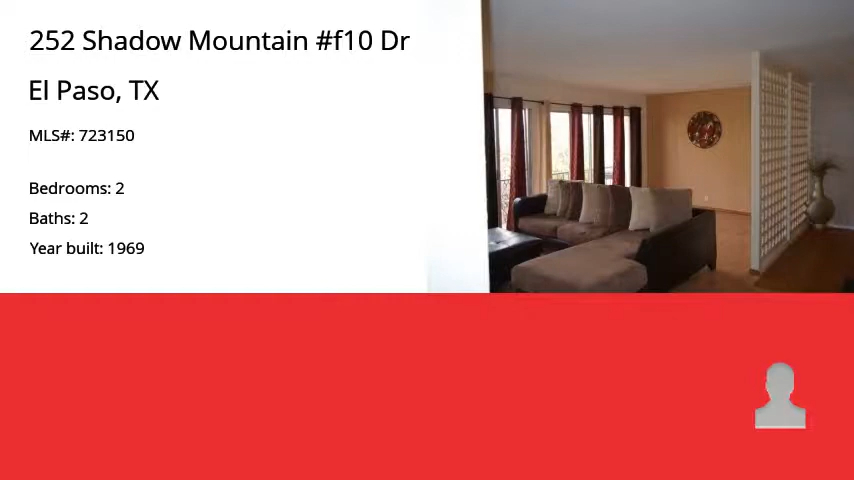 252 Shadow Mountain #f10 Dr
El Paso, TX
MLS#: 723150
Bedrooms: 2
Baths: 2
Year built: 1969